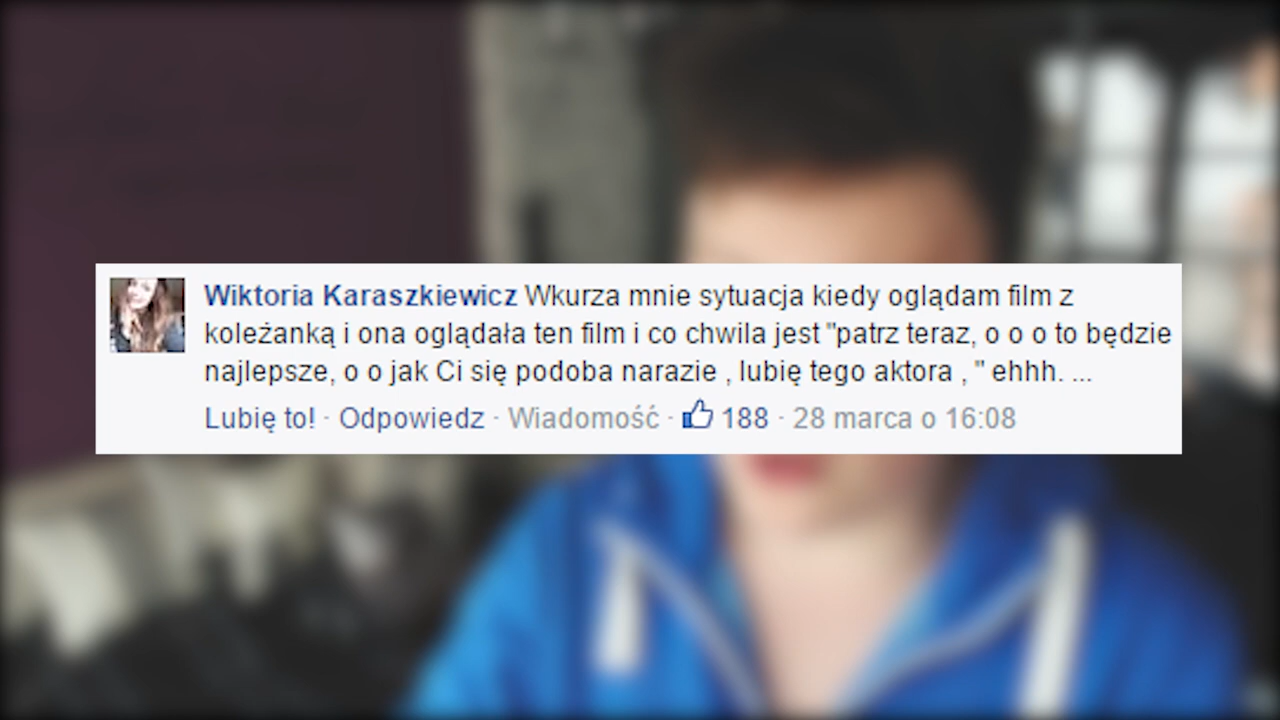 Wiktoria Karaszkiewicz Wkurza mnie sytuacja kiedy oglądam film z
koleżanką i ona oglądała ten film i co chwila jest "patrz teraz, o o o to będzie
najlepsze, o o jak Ci się podoba narazie , lubię tego aktora , " ehhh. ...
Lubię to! · Odpowiedz · Wiadomość · 188 · 28 marca o 16:08